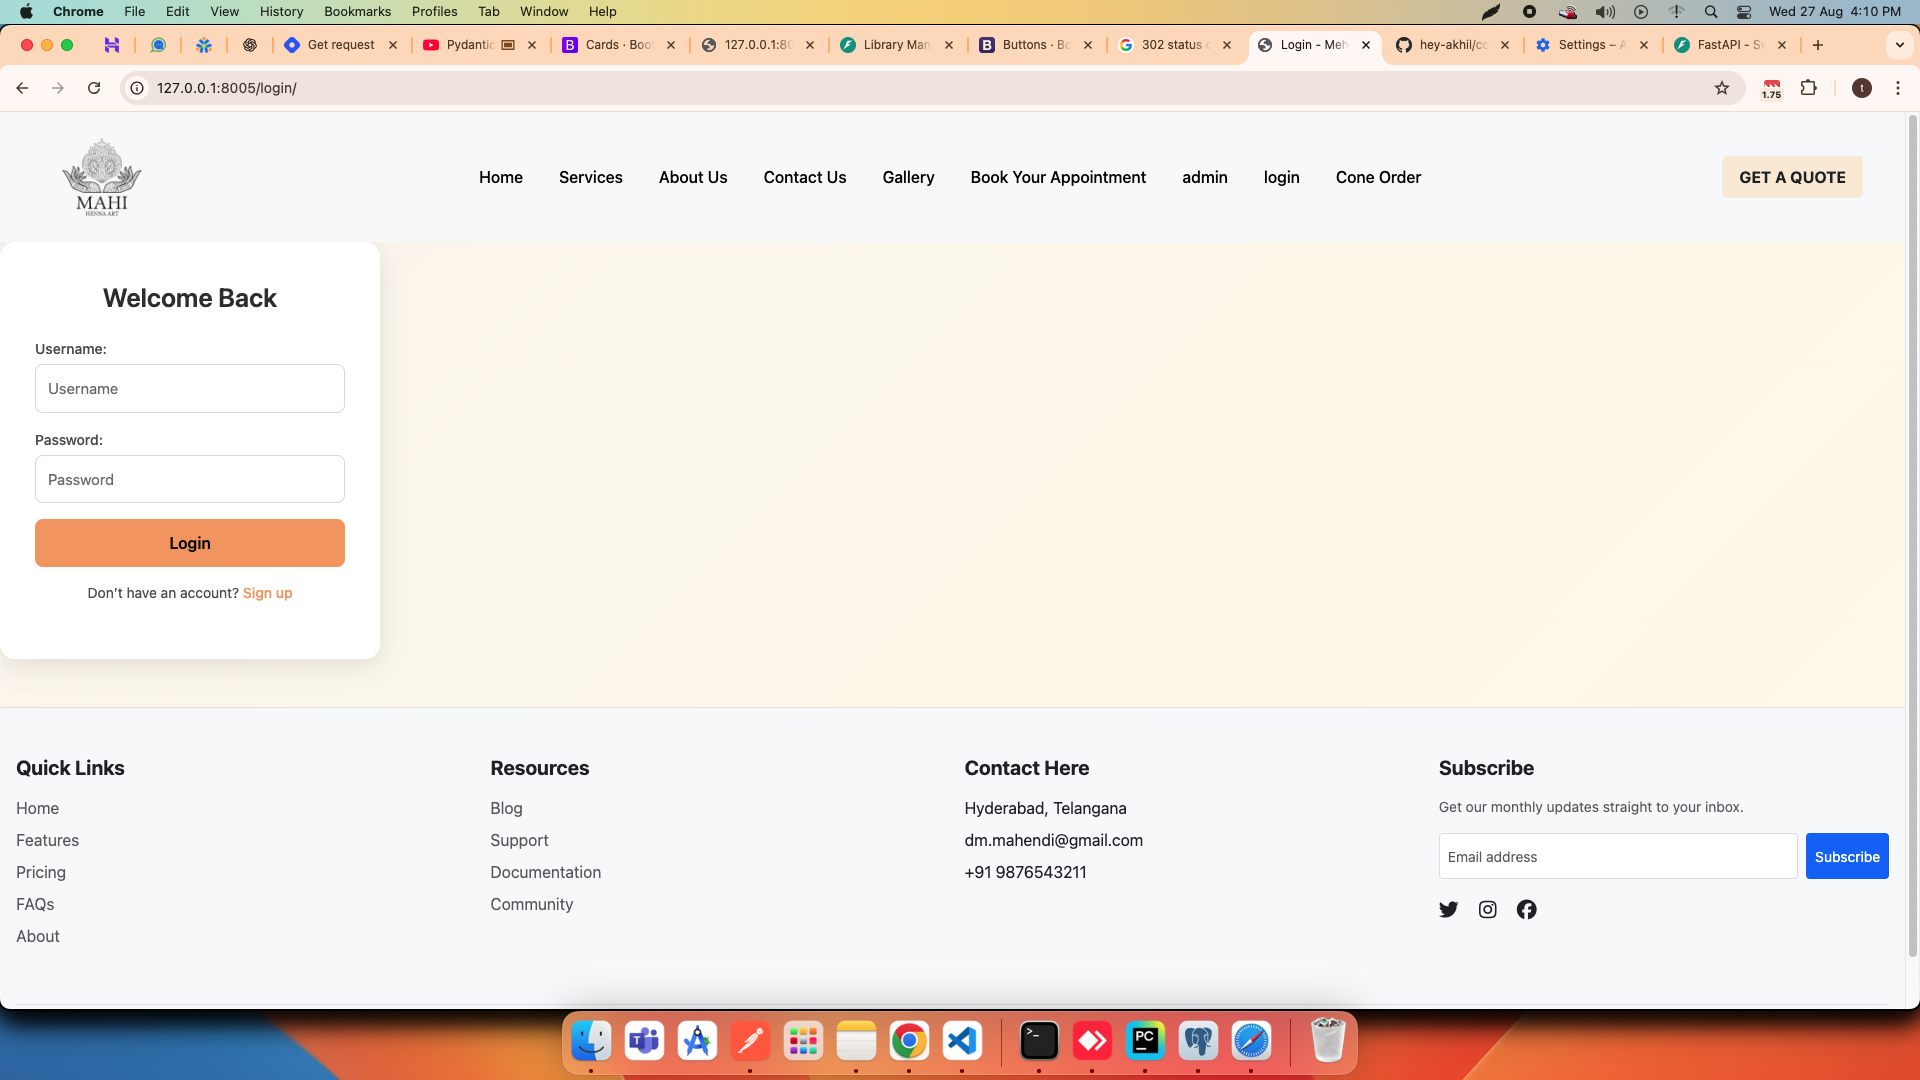 Chrome File Edit View History Bookmarks Profiles Tab Window Help Wed 27 Aug 4:10 PM
Get request Pydantic Cards · Boo 127.0.0.1:80 Library Man 302 status Buttons · Bo Login - Meh hey-akhil/co Settings – A FastAPI - Sw
127.0.0.1:8005/login/ 1.75 t
MAHI
HENNA ART
Home Services About Us Contact Us Gallery Book Your Appointment admin login Cone Order GET A QUOTE
Welcome Back
Username:
Username
Password:
Password
Login
Don't have an account? Sign up
Quick Links
Home
Features
Pricing
FAQs
About
Resources
Blog
Support
Documentation
Community
Contact Here
Hyderabad, Telangana
dm.mahendi@gmail.com
+91 9876543211
Subscribe
Get our monthly updates straight to your inbox.
Email address Subscribe
PC